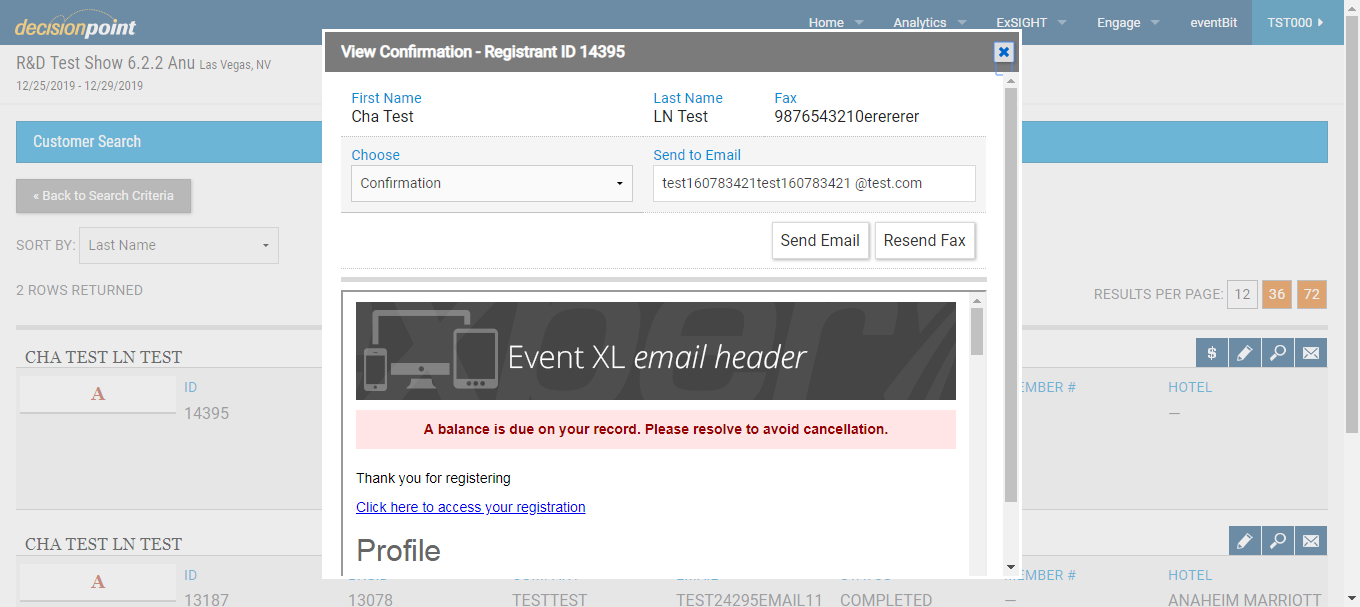 decisionpoint
Home Analytics ExSIGHT Engage eventBit TST000
R&D Test Show 6.2.2 Anu Las Vegas, NV
12/25/2019 - 12/29/2019
View Confirmation - Registrant ID 14395
First Name Last Name Fax
Cha Test LN Test 9876543210erererer
Customer Search
Choose Send to Email
Confirmation test160783421test160783421 @test.com
« Back to Search Criteria
Send Email Resend Fax
SORT BY: Last Name
2 ROWS RETURNED
RESULTS PER PAGE: 12 36 72
Event XL email header
A balance is due on your record. Please resolve to avoid cancellation.
Thank you for registering
Click here to access your registration
Profile
CHA TEST LN TEST
$
A ID EMBER # HOTEL
14395 —
CHA TEST LN TEST
A ID EMBER # HOTEL
13187 13078 TESTTEST TEST24295EMAIL11 COMPLETED — ANAHEIM MARRIOTT